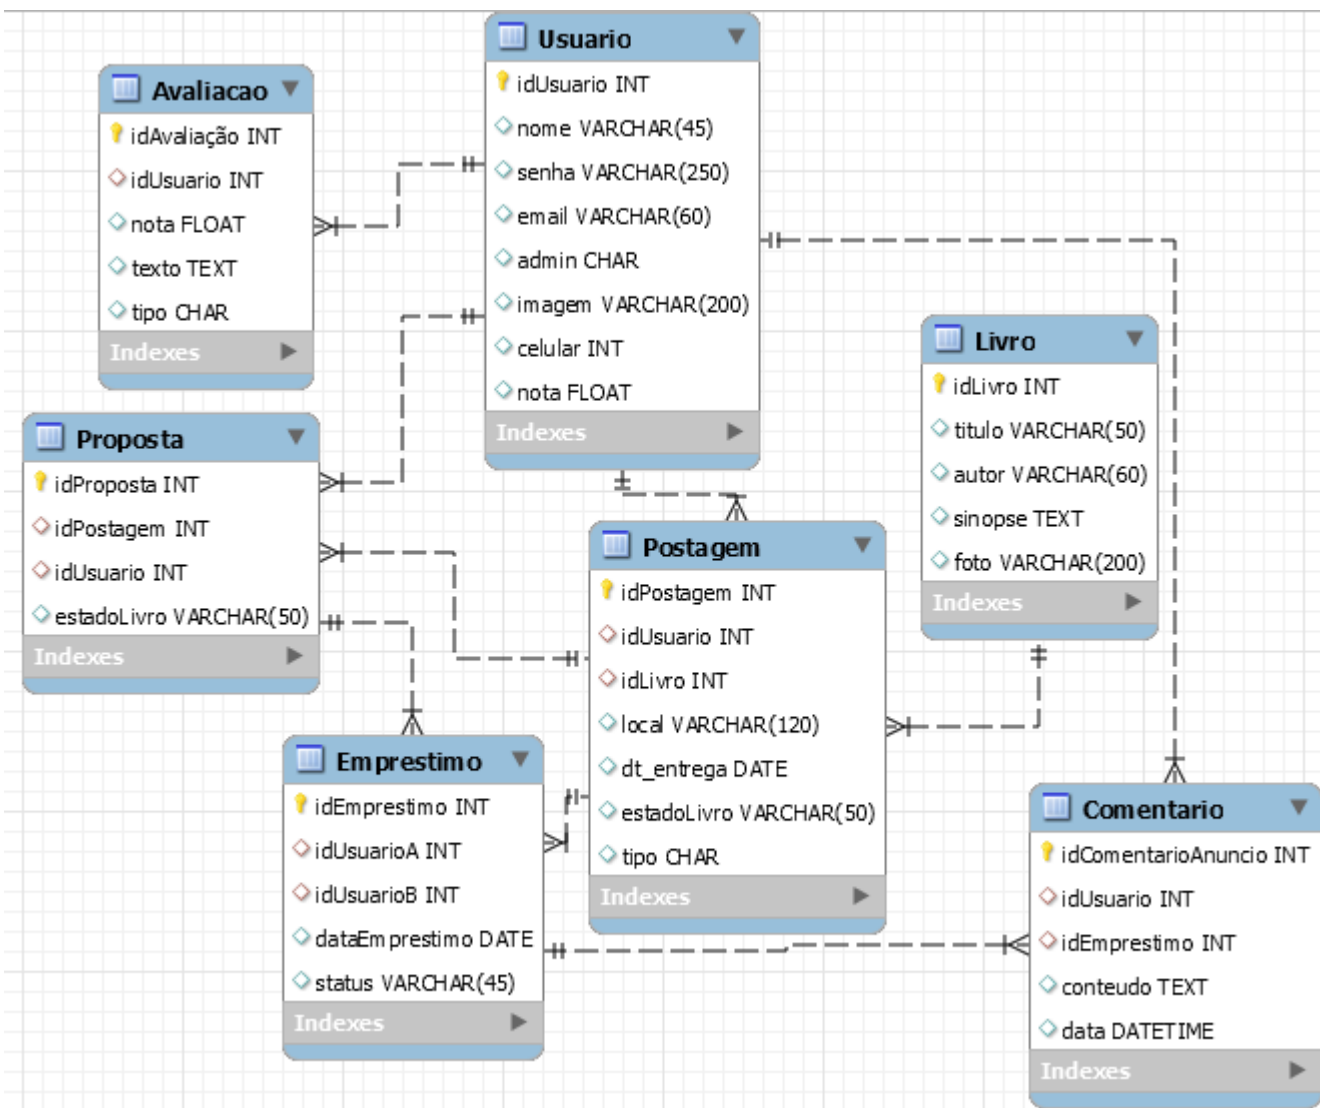 Usuario
idUsuario INT
nome VARCHAR(45)
senha VARCHAR(250)
email VARCHAR(60)
admin CHAR
imagem VARCHAR(200)
celular INT
nota FLOAT
Indexes
Avaliacao
idAvaliação INT
idUsuario INT
nota FLOAT
texto TEXT
tipo CHAR
Indexes
Livro
idLivro INT
titulo VARCHAR(50)
autor VARCHAR(60)
sinopse TEXT
foto VARCHAR(200)
Indexes
Proposta
idProposta INT
idPostagem INT
idUsuario INT
estadoLivro VARCHAR(50)
Indexes
Postagem
idPostagem INT
idUsuario INT
idLivro INT
local VARCHAR(120)
dt_entrega DATE
estadoLivro VARCHAR(50)
tipo CHAR
Indexes
Emprestimo
idEmprestimo INT
idUsuarioA INT
idUsuarioB INT
dataEmprestimo DATE
status VARCHAR(45)
Indexes
Comentario
idComentarioAnuncio INT
idUsuario INT
idEmprestimo INT
conteudo TEXT
data DATETIME
Indexes